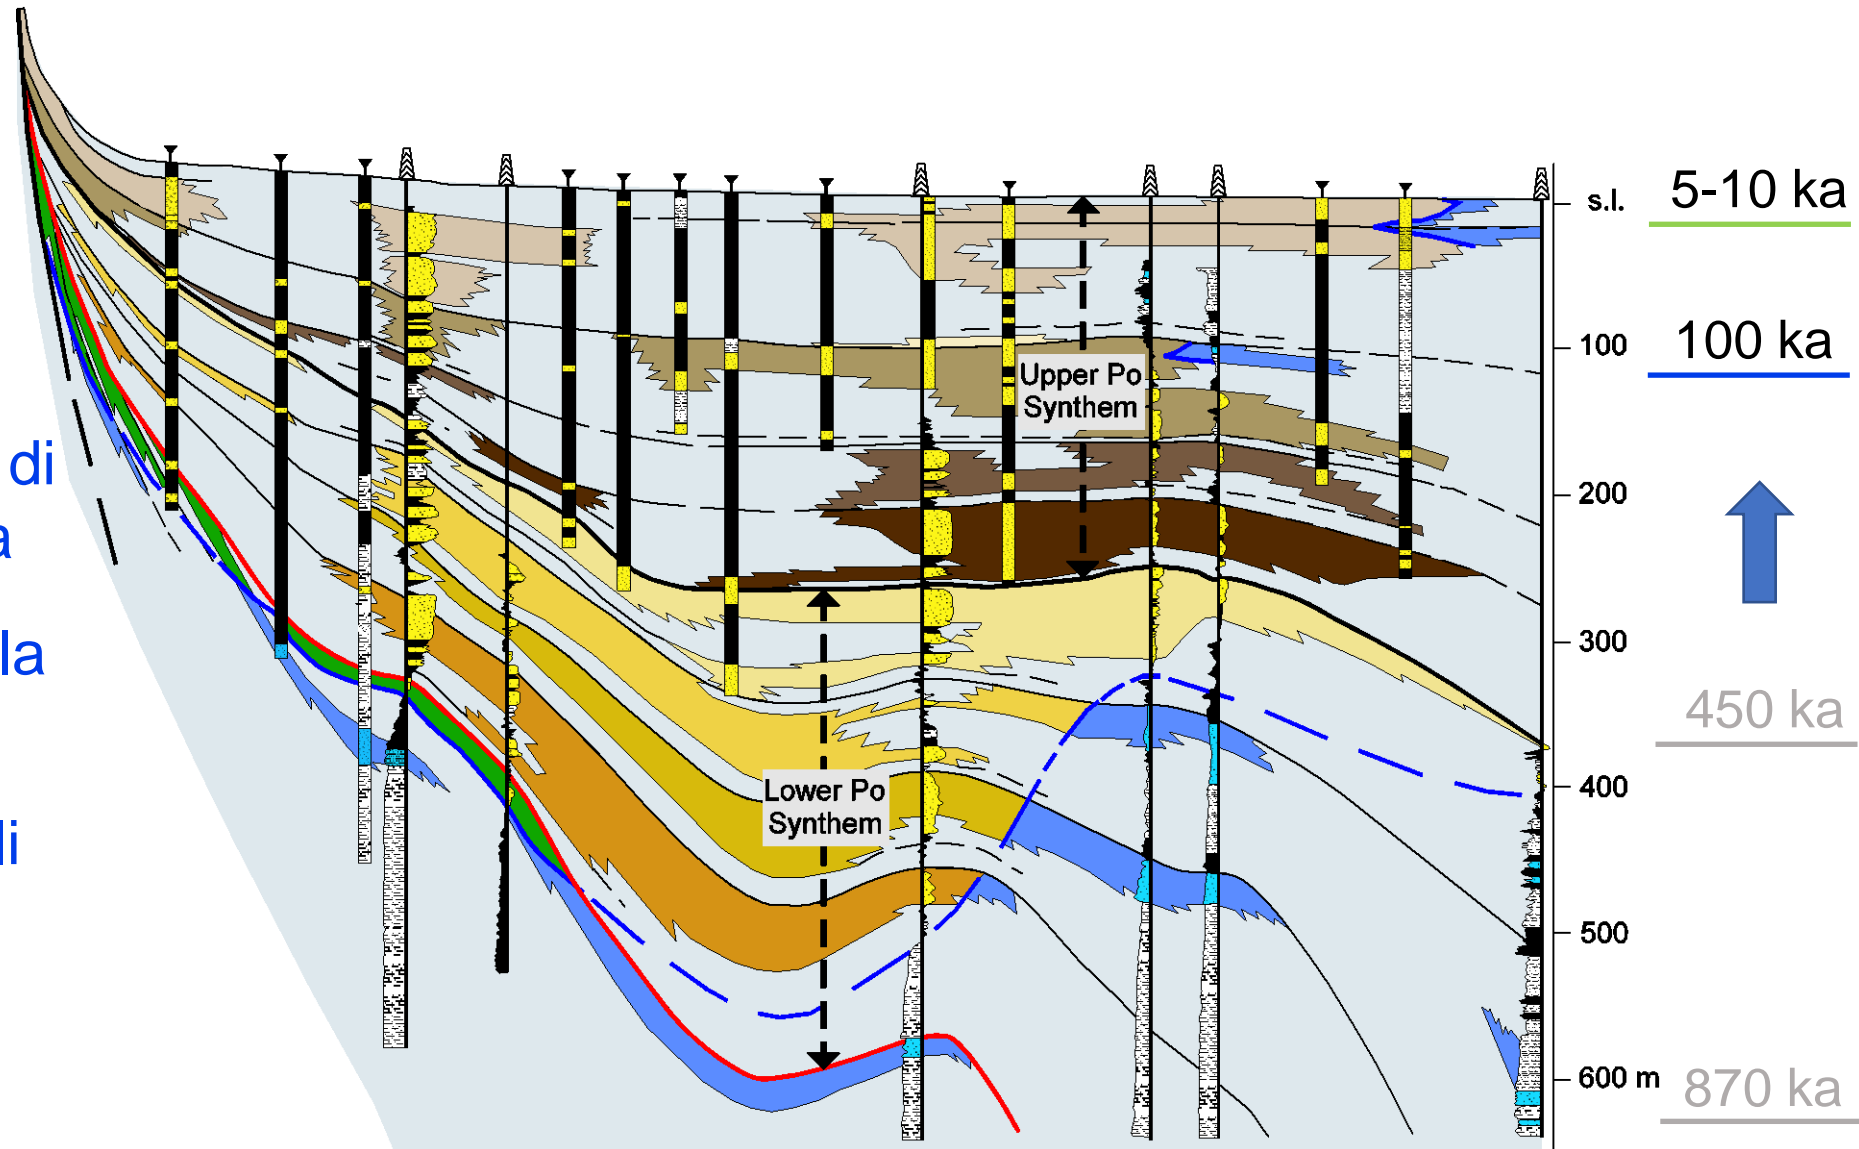 5-10 ka
s.l.
100
100 ka
Upper Po
Synthem
di
a
200
la
300
450 ka
400
Lower Po
Synthem
li
500
600 m
870 ka